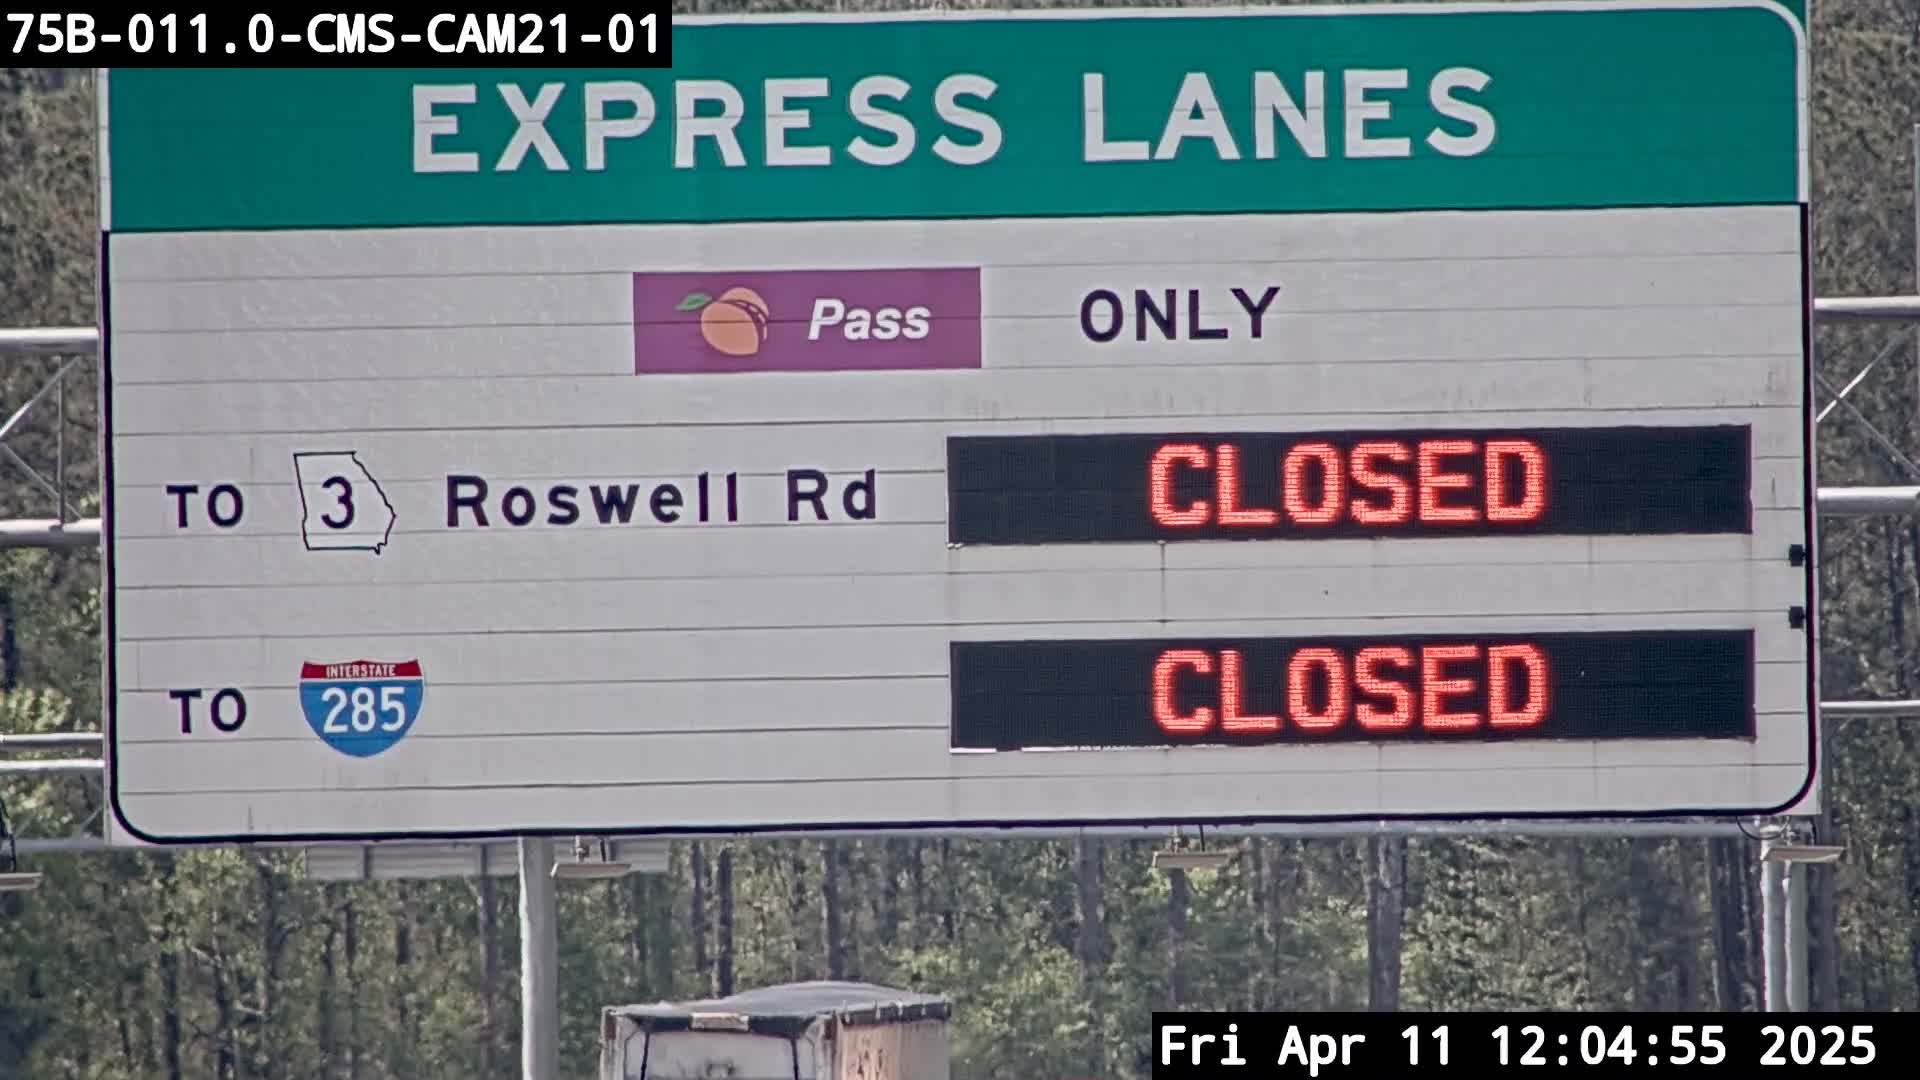 75B-011.0-CMS-CAM21-01
EXPRESS LANES
Pass ONLY
TO 3 Roswell Rd CLOSED
TO INTERSTATE 285 CLOSED
Fri Apr 11 12:04:55 2025